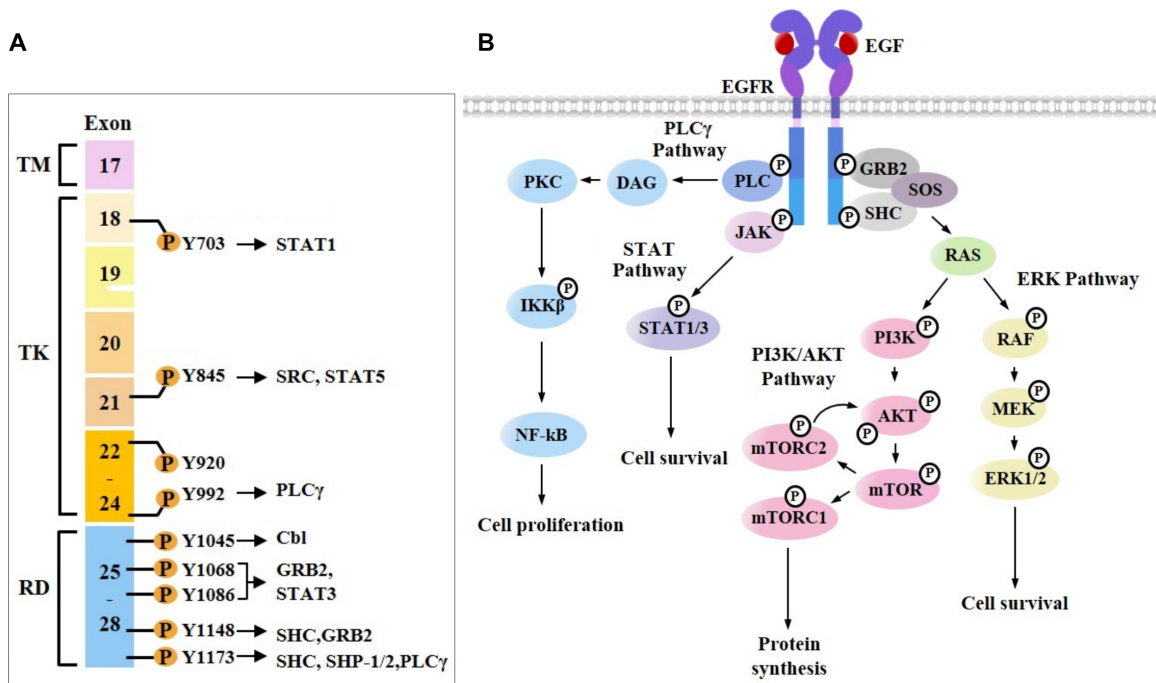 A
Exon
TM
17
TK
18
P Y703 STAT1
19
20
P Y845 SRC, STAT5
21
22
P Y920
-
24
P Y992 PLCγ
RD
P Y1045 Cbl
25
P Y1068 GRB2,
P Y1086 STAT3
-
28
P Y1148 SHC,GRB2
P Y1173 SHC, SHP-1/2,PLCγ
B
EGF
EGFR
PLCγ
Pathway
PKC
DAG
PLC
P
P
GRB2
SOS
SHC
P
JAK
P
STAT
Pathway
RAS
ERK Pathway
IKKβ
P
STAT1/3
P
PI3K
P
RAF
P
PI3K/AKT
Pathway
AKT
P
P
MEK
P
NF-kB
Cell survival
mTORC2
P
mTOR
P
ERK1/2
P
mTORC1
P
Cell proliferation
Cell survival
Protein
synthesis